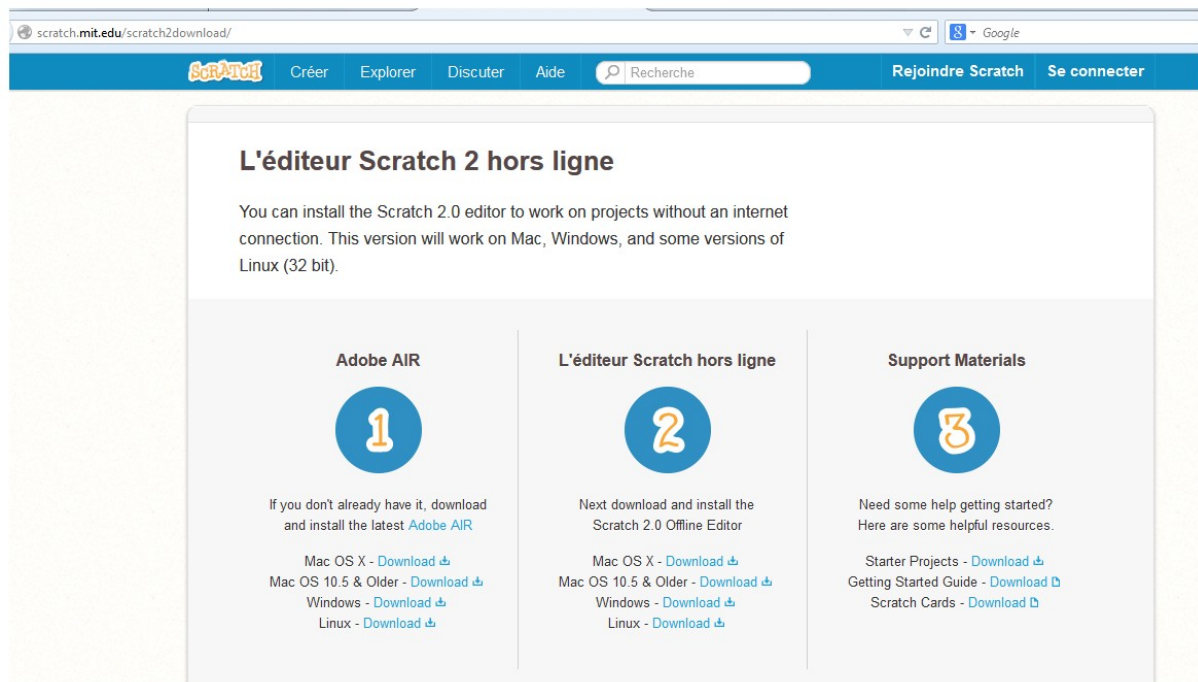 scratch.mit.edu/scratch2download/
8 Google
SCRATCH Créer Explorer Discuter Aide Recherche Rejoindre Scratch Se connecter
L'éditeur Scratch 2 hors ligne
You can install the Scratch 2.0 editor to work on projects without an internet
connection. This version will work on Mac, Windows, and some versions of
Linux (32 bit).
Adobe AIR
1
If you don't already have it, download
and install the latest Adobe AIR
Mac OS X - Download
Mac OS 10.5 & Older - Download
Windows - Download
Linux - Download
L'éditeur Scratch hors ligne
2
Next download and install the
Scratch 2.0 Offline Editor
Mac OS X - Download
Mac OS 10.5 & Older - Download
Windows - Download
Linux - Download
Support Materials
3
Need some help getting started?
Here are some helpful resources.
Starter Projects - Download
Getting Started Guide - Download
Scratch Cards - Download